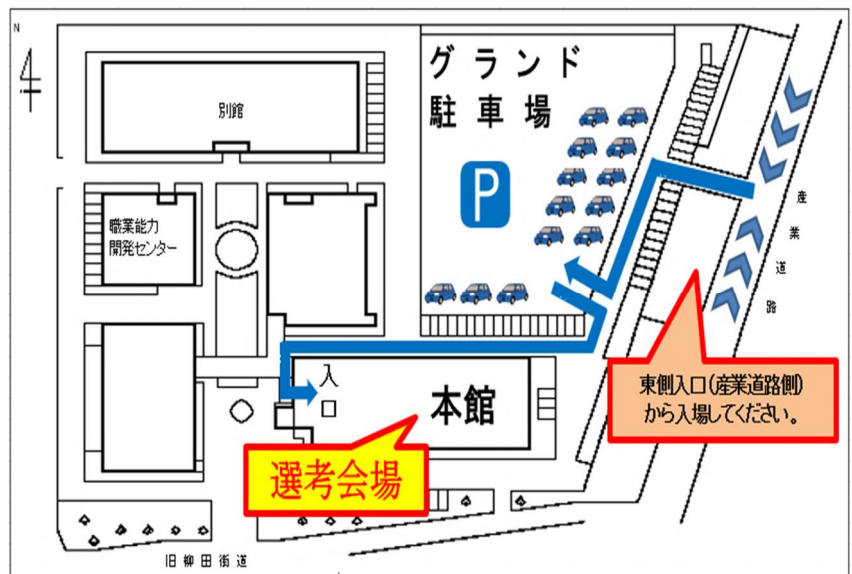 N
グランド
駐車場
P
別館
職業能力
開発センター
産業道路
入口
本館
東側入口(産業道路側)
から入場してください。
選考会場
旧柳田街道